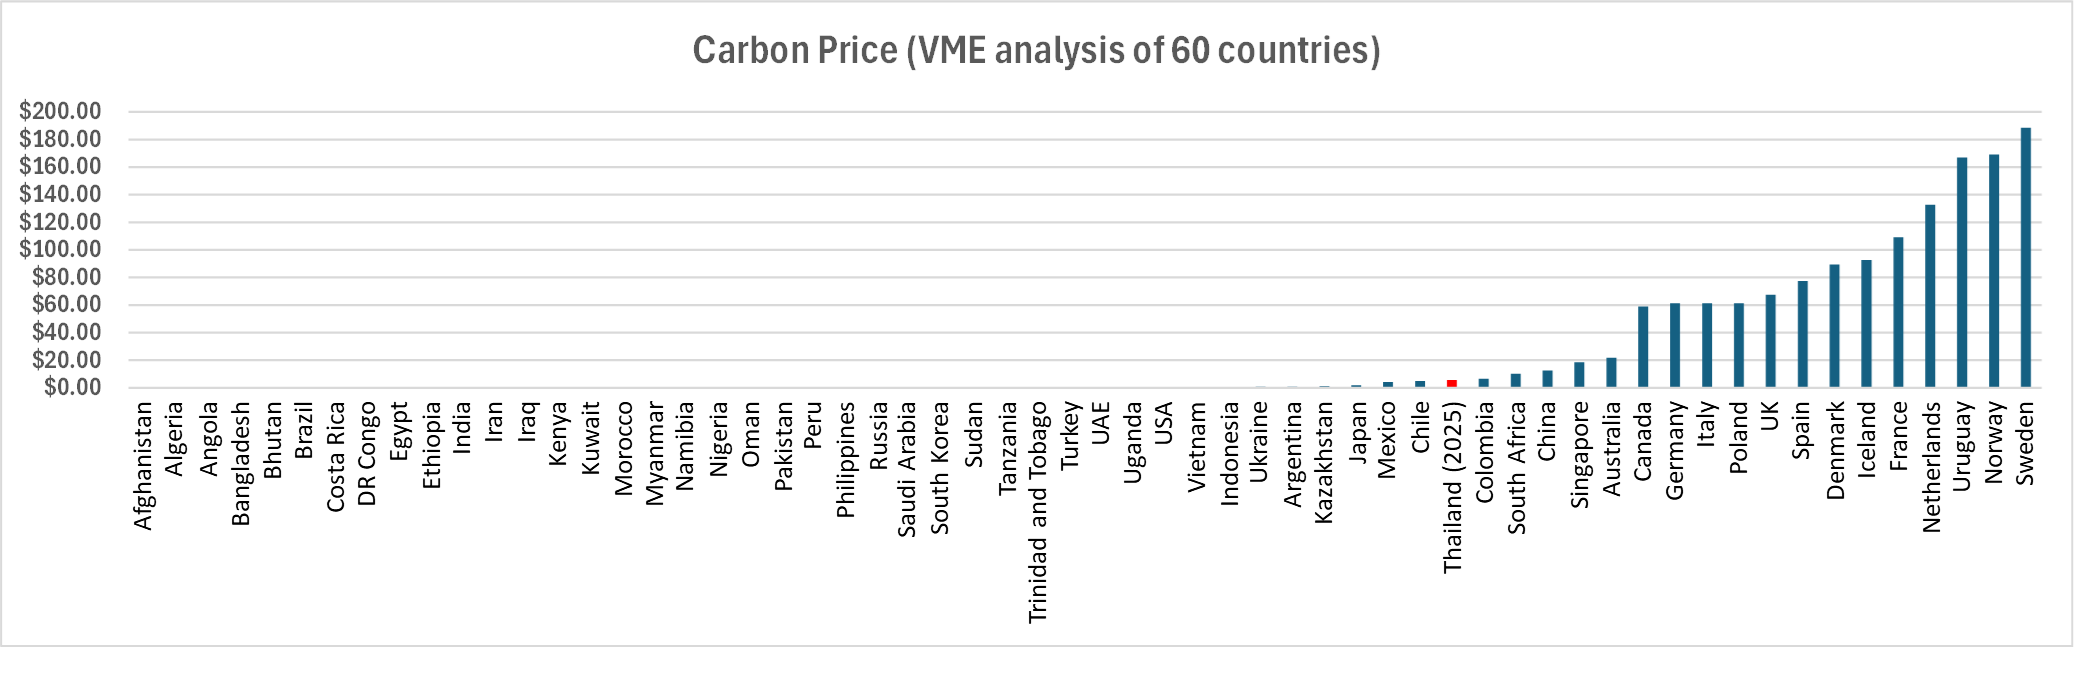 Carbon Price (VME analysis of 60 countries)
$200.00
$180.00
$160.00
$140.00
$120.00
$100.00
$80.00
$60.00
$40.00
$20.00
$0.00
Afghanistan
Algeria
Angola
Bangladesh
Bhutan
Brazil
Costa Rica
DR Congo
Egypt
Ethiopia
India
Iran
Iraq
Kenya
Kuwait
Morocco
Myanmar
Namibia
Nigeria
Oman
Pakistan
Peru
Philippines
Russia
Saudi Arabia
South Korea
Sudan
Tanzania
Trinidad and Tobago
Turkey
UAE
Uganda
USA
Vietnam
Indonesia
Ukraine
Argentina
Kazakhstan
Japan
Mexico
Chile
Thailand (2025)
Colombia
South Africa
China
Singapore
Australia
Canada
Germany
Italy
Poland
UK
Spain
Denmark
Iceland
France
Netherlands
Uruguay
Norway
Sweden